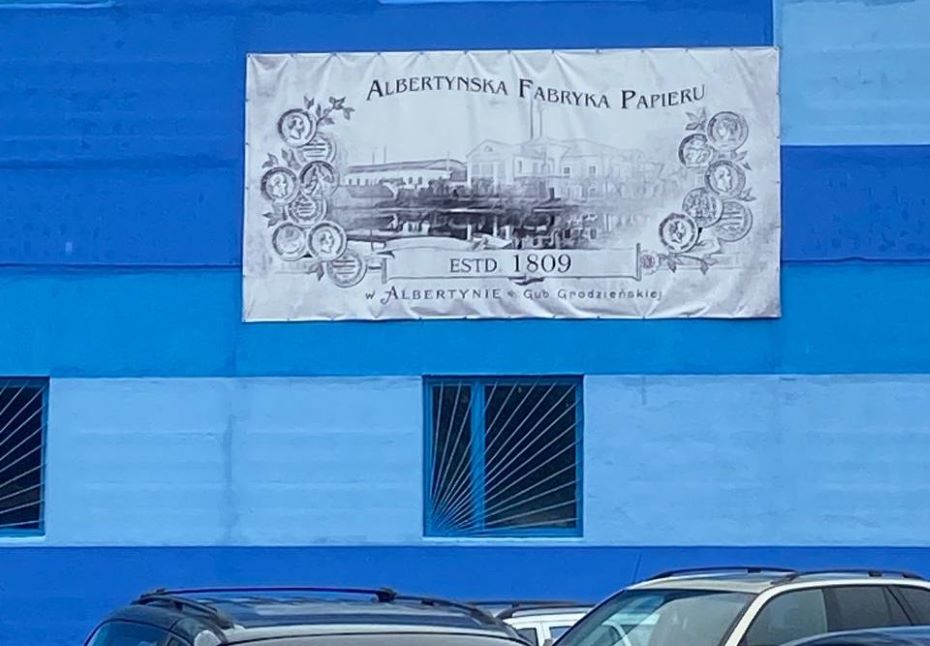 ALBERTYNSKA FABRYKA PAPIERU
ESTD 1809
w ALBERTYNIE Gub Grodzieńskiej